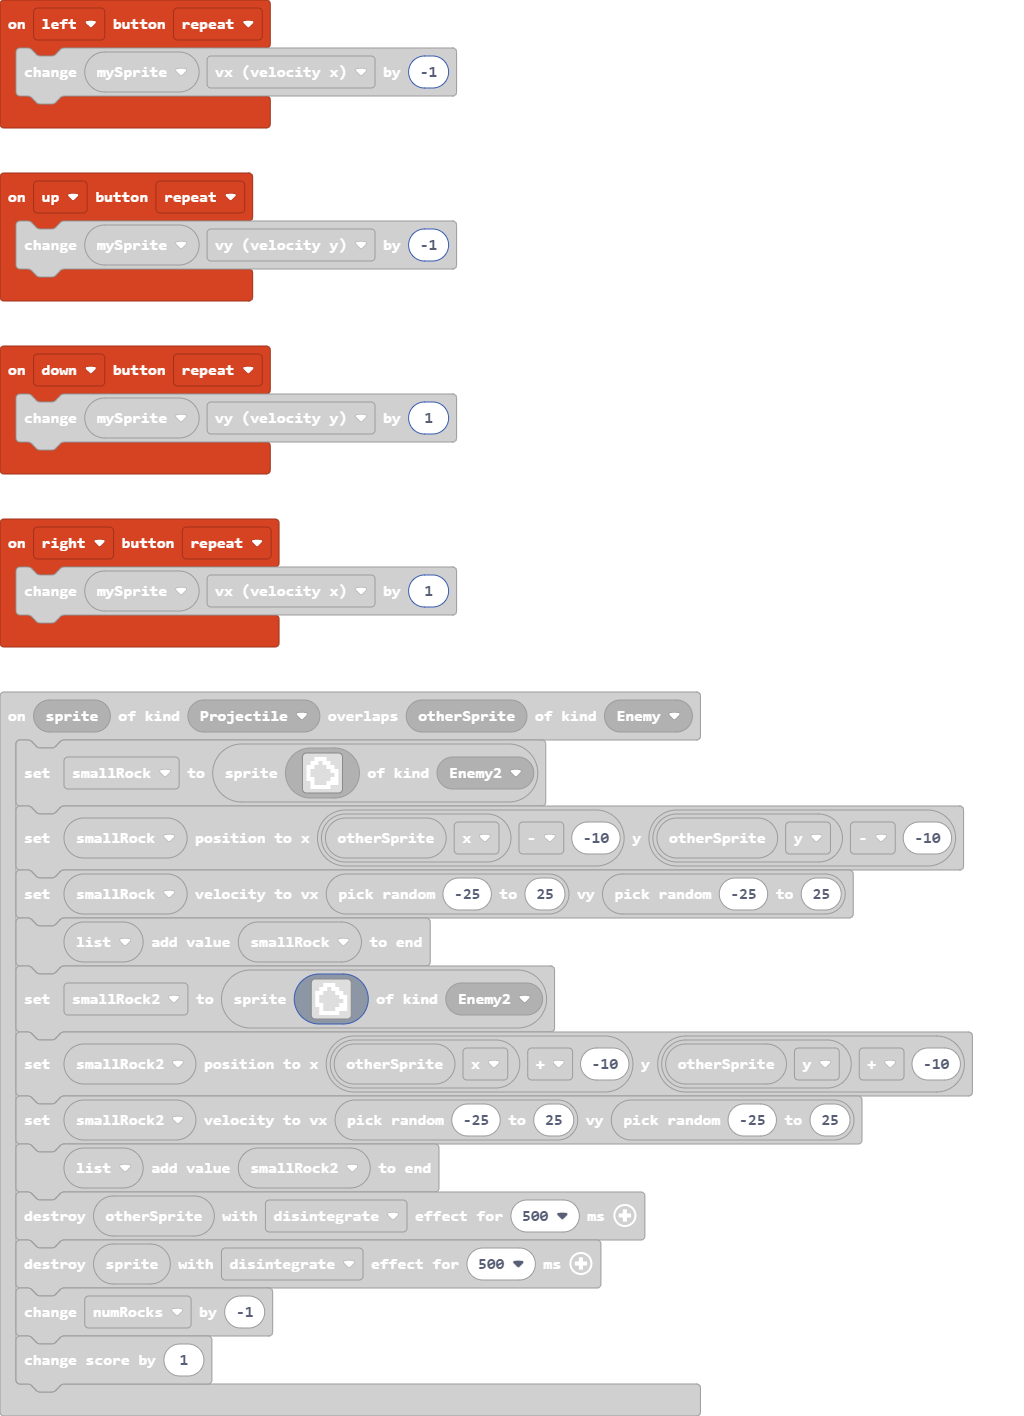 on left button repeat
change mySprite vx (velocity x) by -1
on up button repeat
change mySprite vy (velocity y) by -1
on down button repeat
change mySprite vy (velocity y) by 1
on right button repeat
change mySprite vx (velocity x) by 1
on sprite of kind Projectile overlaps otherSprite of kind Enemy
set smallRock to sprite of kind Enemy2
set smallRock position to x otherSprite x - -10 y otherSprite y - -10
set smallRock velocity to vx pick random -25 to 25 vy pick random -25 to 25
list add value smallRock to end
set smallRock2 to sprite of kind Enemy2
set smallRock2 position to x otherSprite x + -10 y otherSprite y + -10
set smallRock2 velocity to vx pick random -25 to 25 vy pick random -25 to 25
list add value smallRock2 to end
destroy otherSprite with disintegrate effect for 500 ms
destroy sprite with disintegrate effect for 500 ms
change numRocks by -1
change score by 1